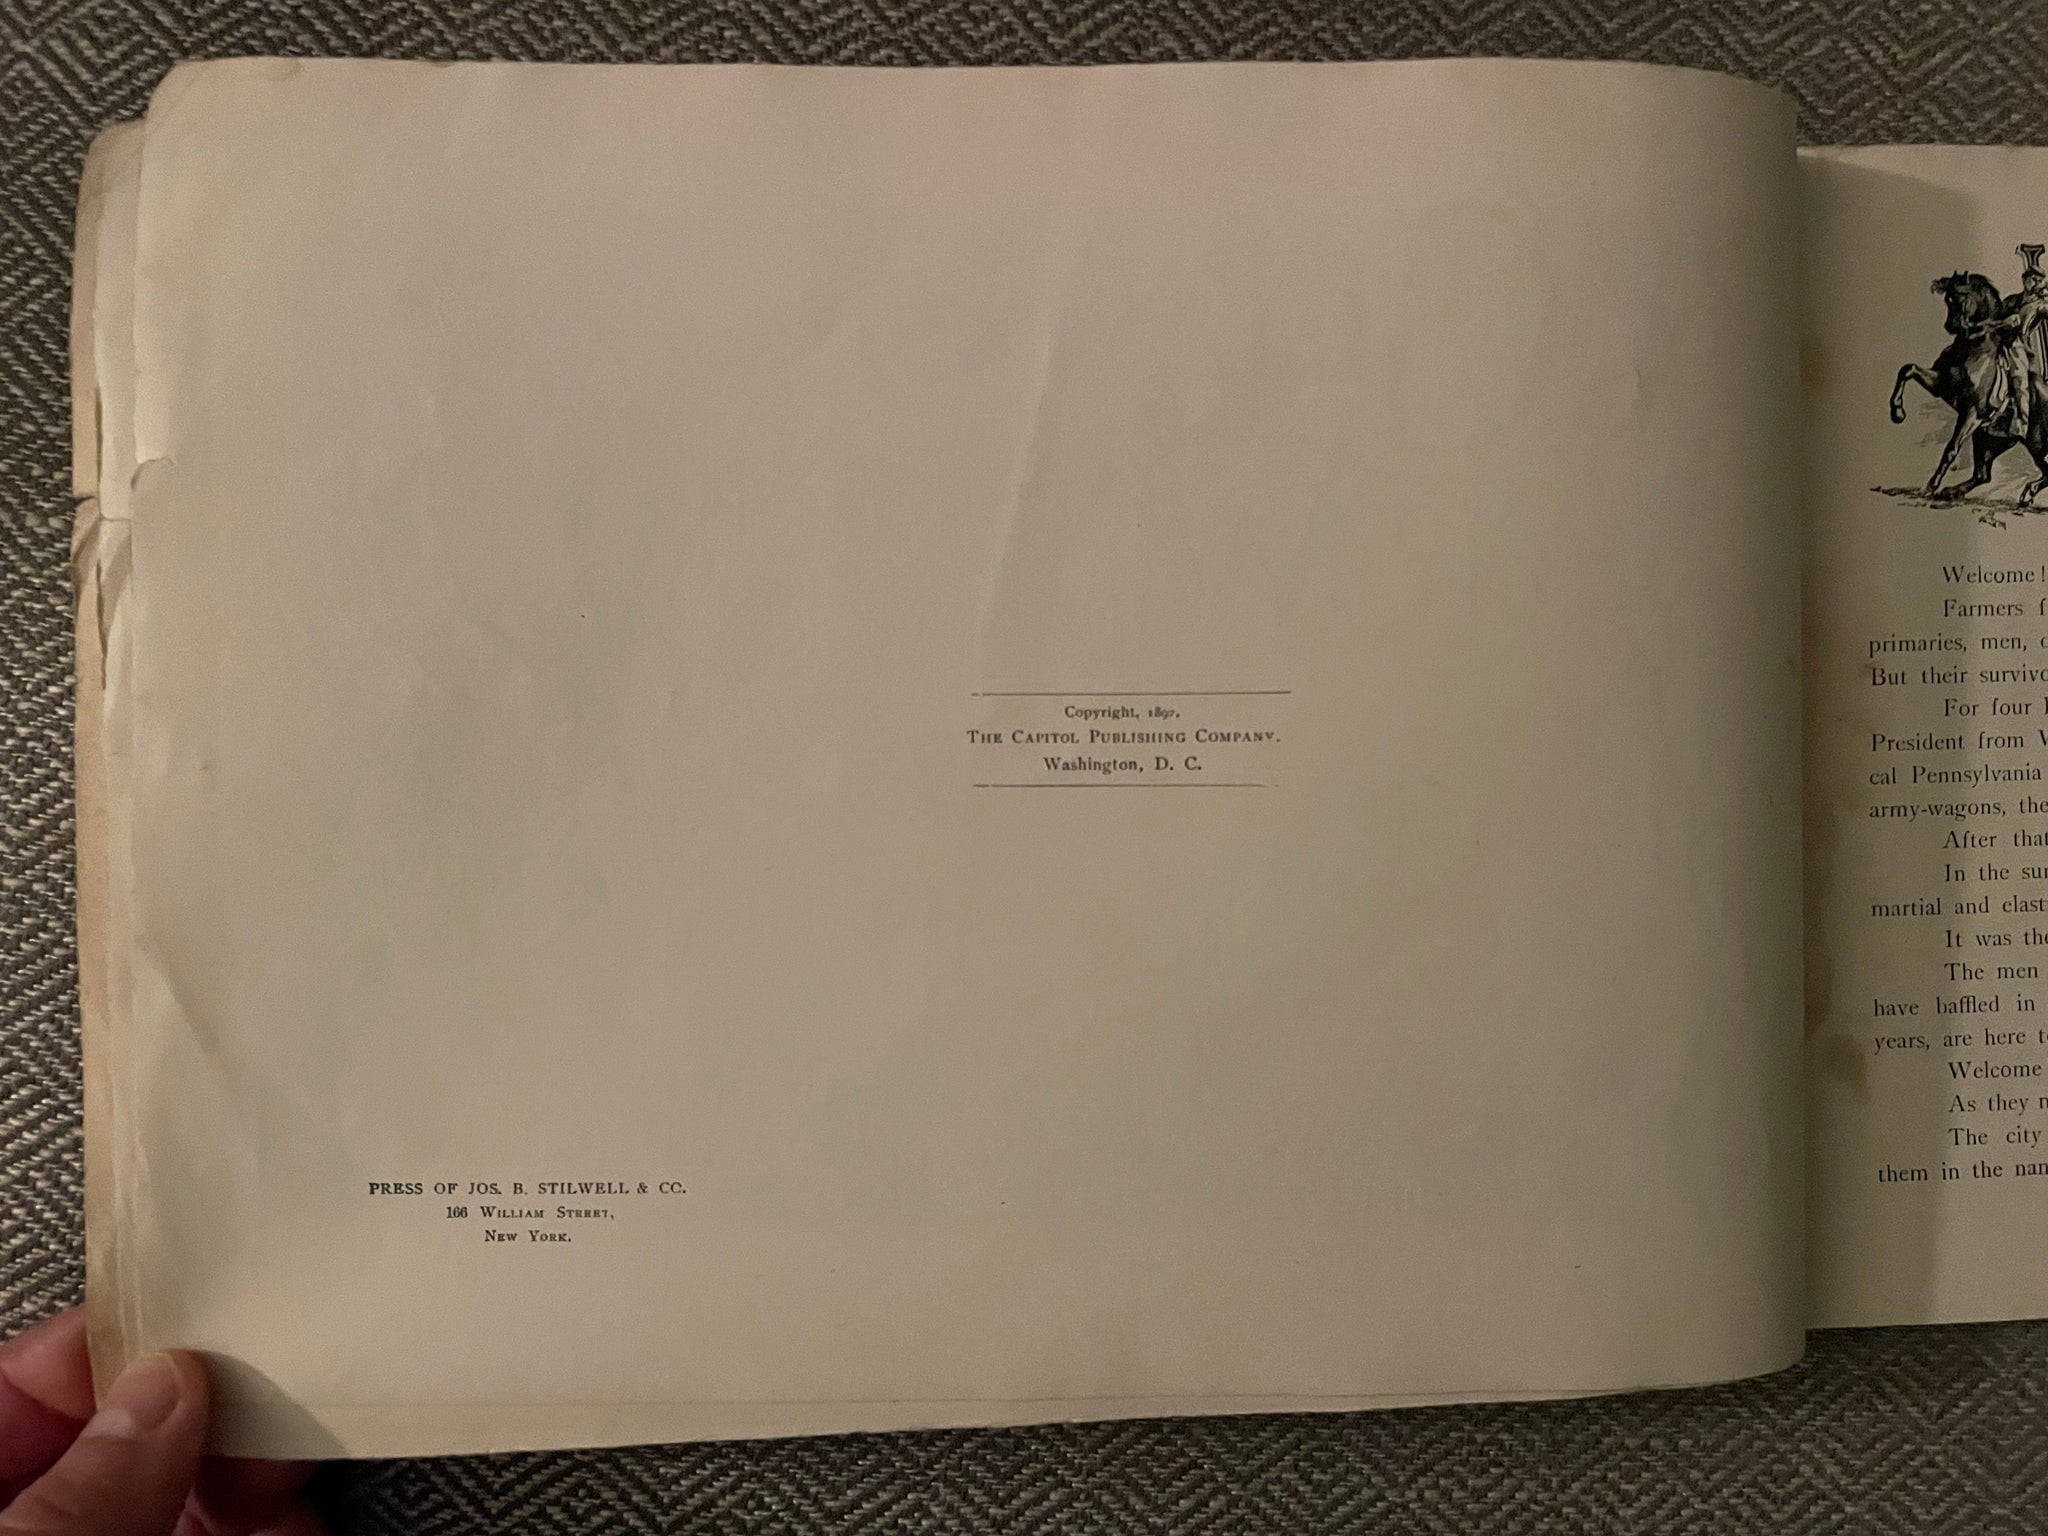 Copyright, 1897.
THE CAPITOL PUBLISHING COMPANY.
Washington, D. C.
PRESS OF JOS. B. STILWELL & CO.
166 WILLIAM STREET,
NEW YORK.
Welcome!
Farmers f
primaries, men,
But their survivo
For four
President from
cal Pennsylvania
army-wagons, the
After that
In the sun
martial and elast
It was the
The men
have baffled in
years, are here t
Welcome
As they
The city
them in the nam